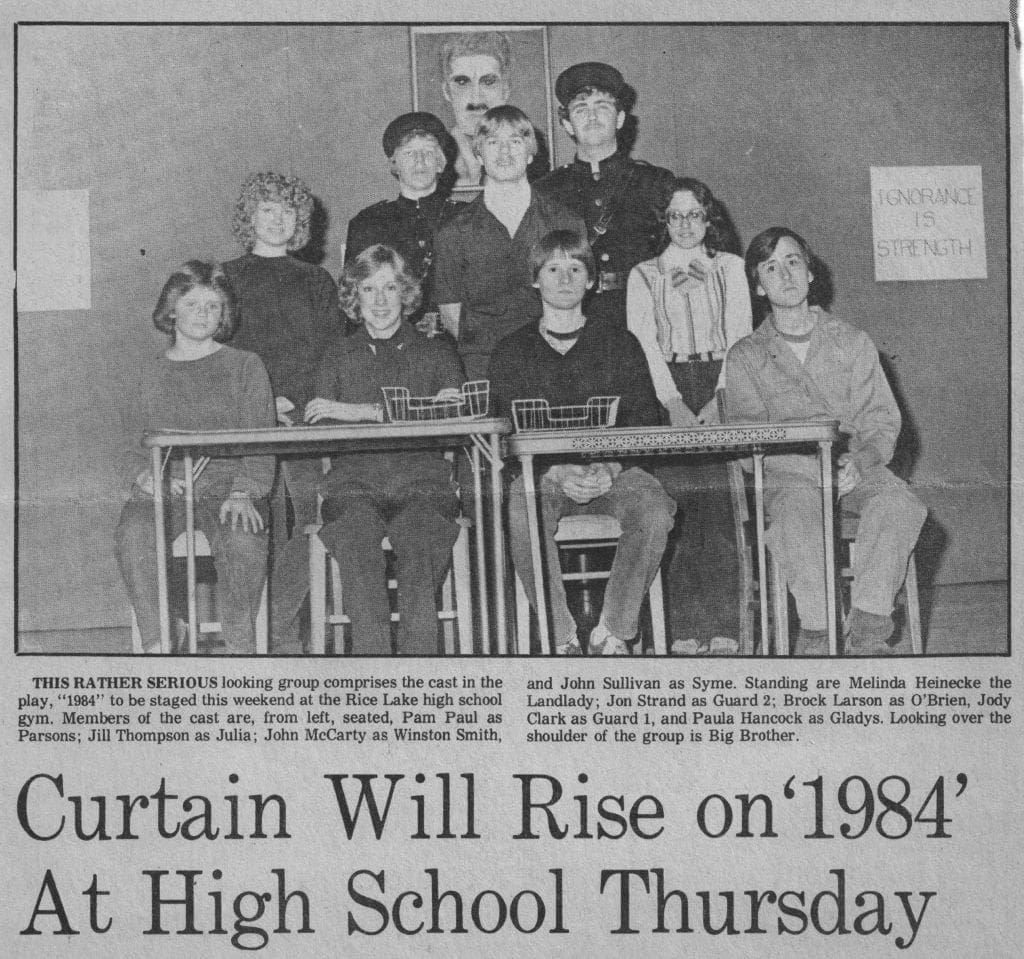 IGNORANCE
IS
STRENGTH
THIS RATHER SERIOUS looking group comprises the cast in the
play, "1984" to be staged this weekend at the Rice Lake high school
gym. Members of the cast are, from left, seated, Pam Paul as
Parsons; Jill Thompson as Julia; John McCarty as Winston Smith,
and John Sullivan as Syme. Standing are Melinda Heinecke the
Landlady; Jon Strand as Guard 2; Brock Larson as O'Brien, Jody
Clark as Guard 1, and Paula Hancock as Gladys. Looking over the
shoulder of the group is Big Brother.
Curtain Will Rise on '1984'
At High School Thursday